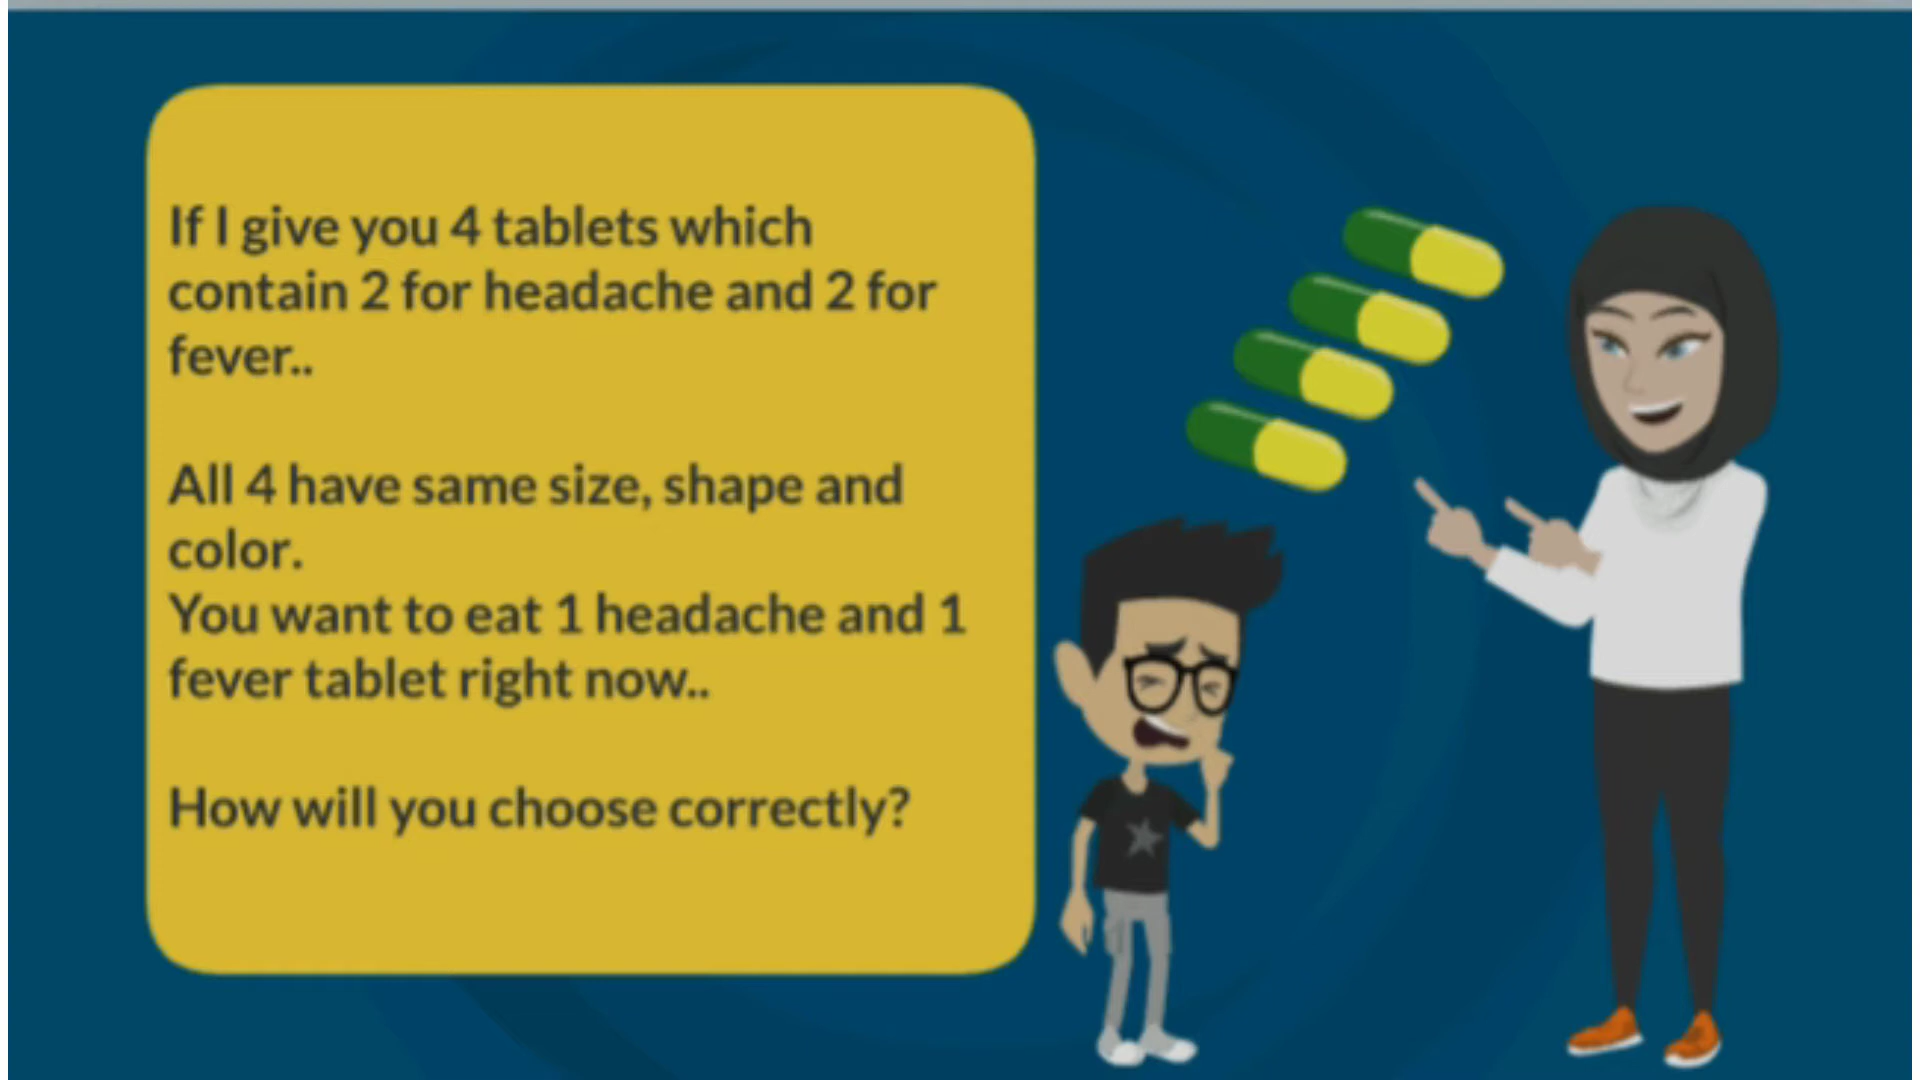 If I give you 4 tablets which
contain 2 for headache and 2 for
fever..
All 4 have same size, shape and
color.
You want to eat 1 headache and 1
fever tablet right now..
How will you choose correctly?